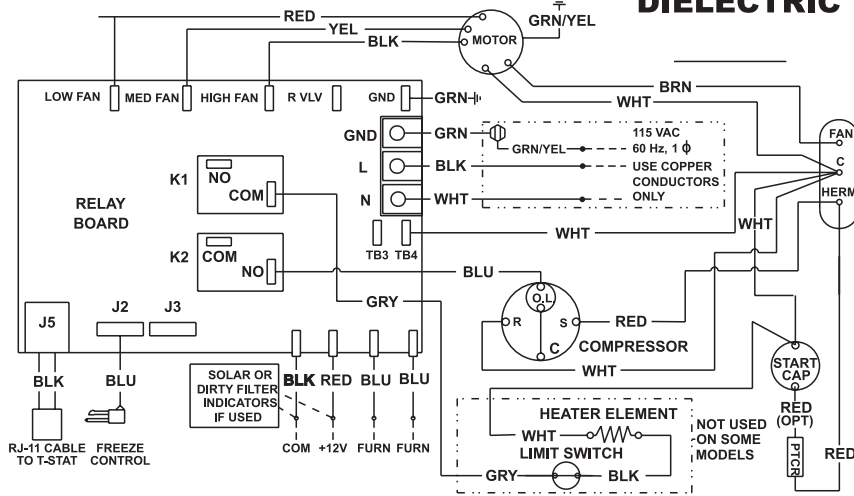 DIELECTRIC
RED
GRN/YEL
YEL
BLK
MOTOR
BRN
WHT
LOW FAN
MED FAN
HIGH FAN
R VLV
GND
GRN
FAN
C
HERM
GND
GRN
GRN/YEL
115 VAC
60 Hz, 1 ϕ
L
BLK
USE COPPER
CONDUCTORS
ONLY
N
WHT
K1
NO
COM
RELAY
BOARD
TB3
TB4
WHT
WHT
K2
COM
NO
BLU
GRY
O.L
R
S
C
RED
COMPRESSOR
WHT
J5
J2
J3
START
CAP
BLK
BLU
SOLAR OR
DIRTY FILTER
INDICATORS
IF USED
BLK
RED
BLU
BLU
RED
(OPT)
HEATER ELEMENT
WHT
LIMIT SWITCH
GRY
BLK
NOT USED
ON SOME
MODELS
PTCR
RED
RJ-11 CABLE
TO T-STAT
FREEZE
CONTROL
COM
+12V
FURN
FURN